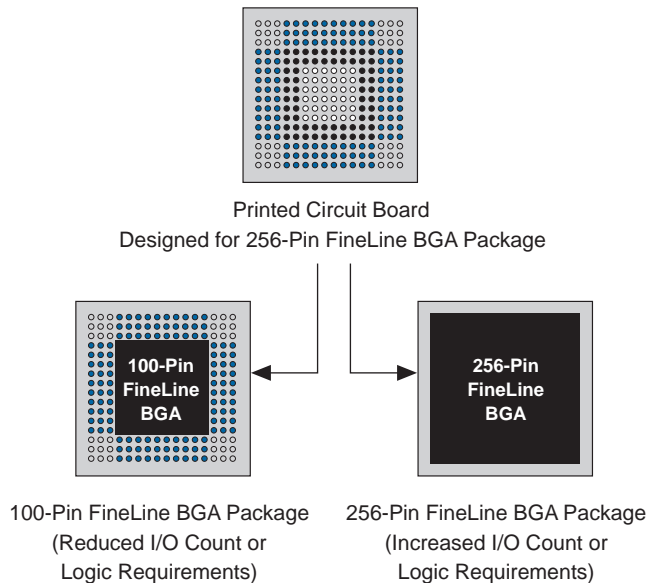 Printed Circuit Board
Designed for 256-Pin FineLine BGA Package
100-Pin
FineLine
BGA
256-Pin
FineLine
BGA
100-Pin FineLine BGA Package
(Reduced I/O Count or
Logic Requirements)
256-Pin FineLine BGA Package
(Increased I/O Count or
Logic Requirements)